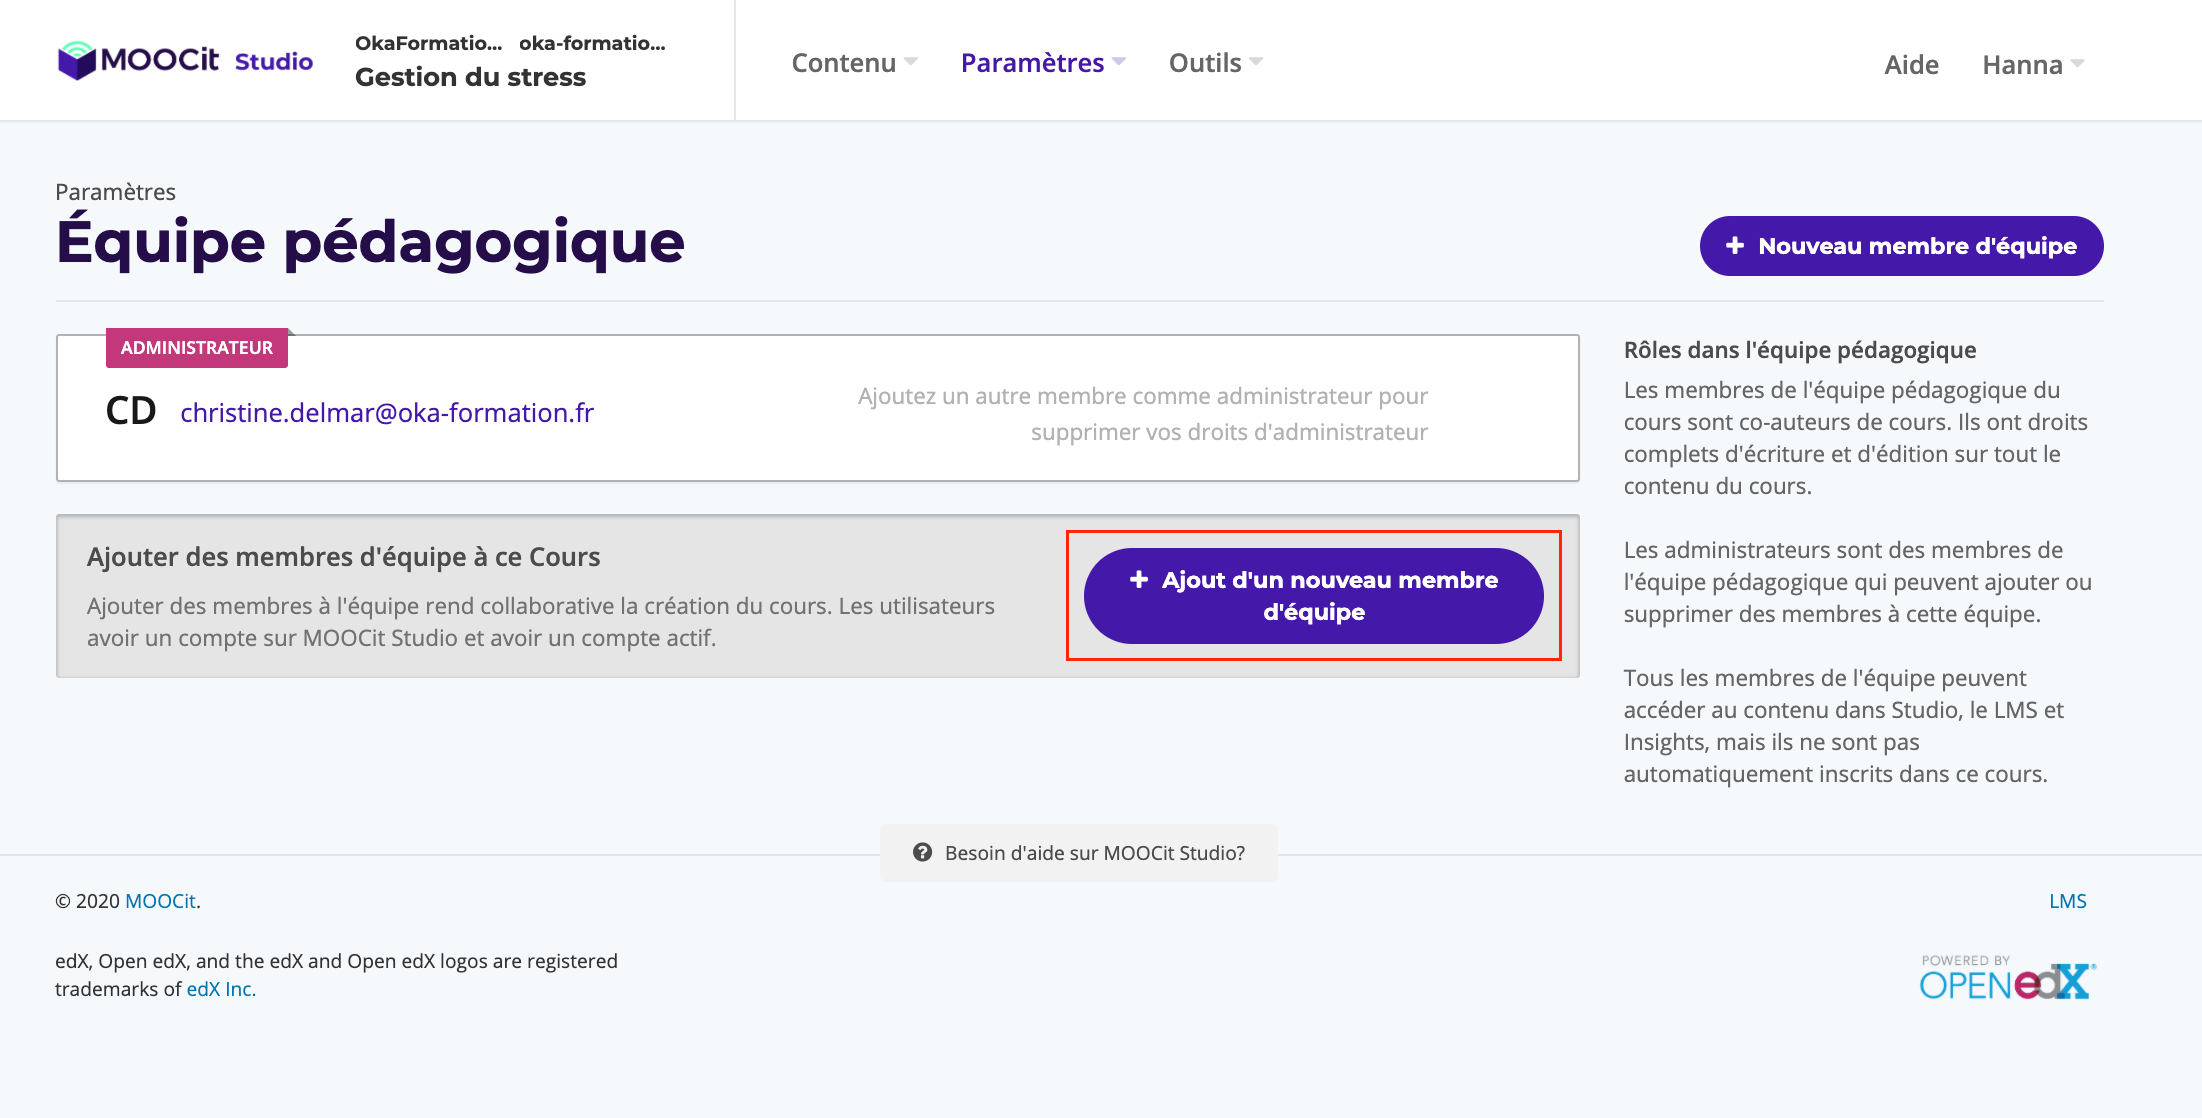 MOOCit Studio
OkaFormatio... oka-formatio...
Gestion du stress
Contenu
Paramètres
Outils
Aide
Hanna
Paramètres
Équipe pédagogique
+ Nouveau membre d'équipe
ADMINISTRATEUR
CD christine.delmar@oka-formation.fr
Ajoutez un autre membre comme administrateur pour
supprimer vos droits d'administrateur
Ajouter des membres d'équipe à ce Cours
Ajouter des membres à l'équipe rend collaborative la création du cours. Les utilisateurs
avoir un compte sur MOOCit Studio et avoir un compte actif.
+ Ajout d'un nouveau membre
d'équipe
Rôles dans l'équipe pédagogique
Les membres de l'équipe pédagogique du
cours sont co-auteurs de cours. Ils ont droits
complets d'écriture et d'édition sur tout le
contenu du cours.
Les administrateurs sont des membres de
l'équipe pédagogique qui peuvent ajouter ou
supprimer des membres à cette équipe.
Tous les membres de l'équipe peuvent
accéder au contenu dans Studio, le LMS et
Insights, mais ils ne sont pas
automatiquement inscrits dans ce cours.
? Besoin d'aide sur MOOCit Studio?
© 2020 MOOCit.
LMS
edX, Open edX, and the edX and Open edX logos are registered
trademarks of edX Inc.
POWERED BY
OPEN edX®